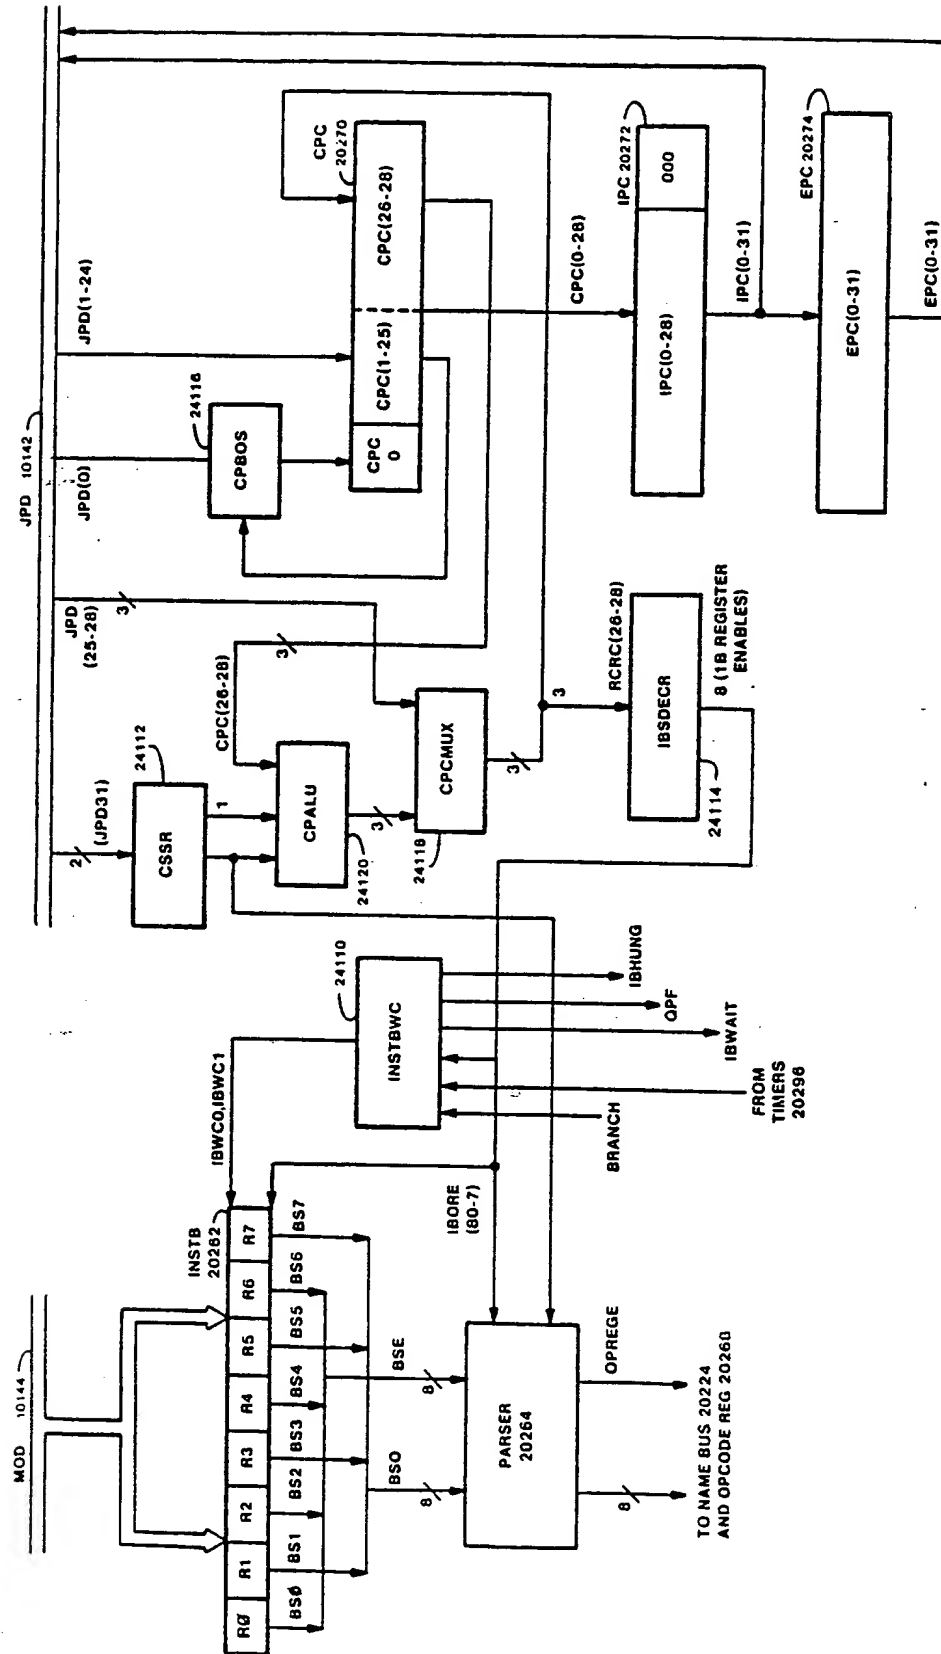 MOD 10144
INSTB
20262
R0
R1
R2
R3
R4
R5
R6
R7
BS0
BS1
BS2
BS3
BS4
BS5
BS6
BS7
BSO
BSE
8
8
PARSER
20264
8
OPREGE
TO NAME BUS 20224
AND OPCODE REG 20260
IBWC0,IBWC1
24110
INSTBWC
IBORE
(80-7)
BRANCH
FROM
TIMERS
20296
IBWAIT
QPF
IBHUNG
JPD 10142
2
(JPD31)
24112
CSSR
1
CPALU
24120
3
CPC(26-28)
3
JPD
(25-28)
3
CPCMUX
24118
3
3
RCRC(26-28)
IBSDECR
24114
8 (1B REGISTER
ENABLES)
JPD(0)
24116
CPBOS
JPD(1-24)
CPC
20270
CPC
0
CPC(1-25)
CPC(26-28)
CPC(0-28)
IPC 20272
IPC(0-28)
000
IPC(0-31)
EPC 20274
EPC(0-31)
EPC(0-31)